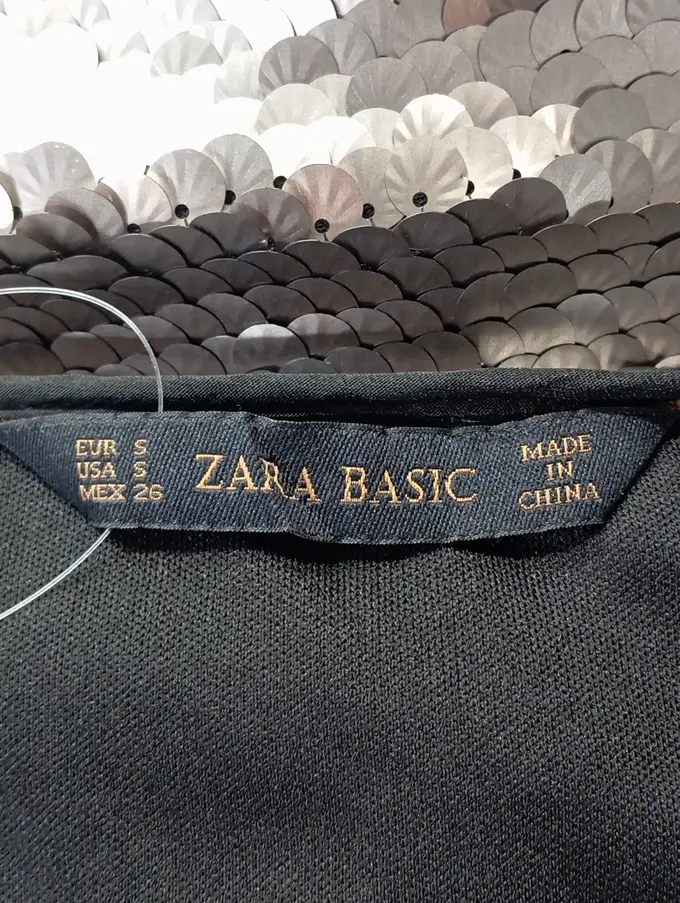 EUR S
USA S
MEX 26
ZARA BASIC
MADE
IN
CHINA